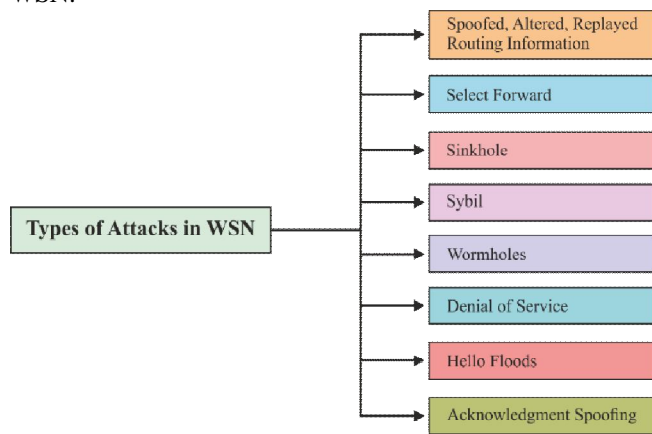 WSN.
Spoofed, Altered, Replayed
Routing Information
Select Forward
Sinkhole
Sybil
Types of Attacks in WSN
Wormholes
Denial of Service
Hello Floods
Acknowledgment Spoofing